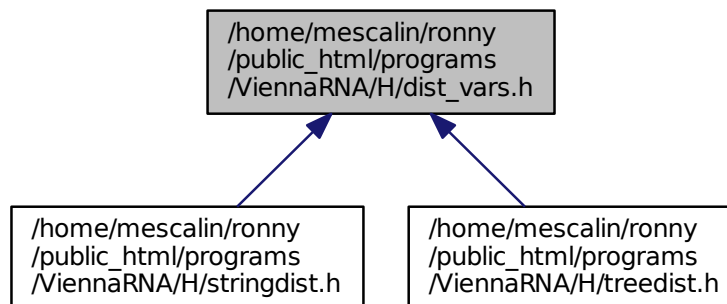 /home/mescalin/ronny
/public_html/programs
/ViennaRNA/H/dist_vars.h
/home/mescalin/ronny
/public_html/programs
/ViennaRNA/H/stringdist.h
/home/mescalin/ronny
/public_html/programs
/ViennaRNA/H/treedist.h